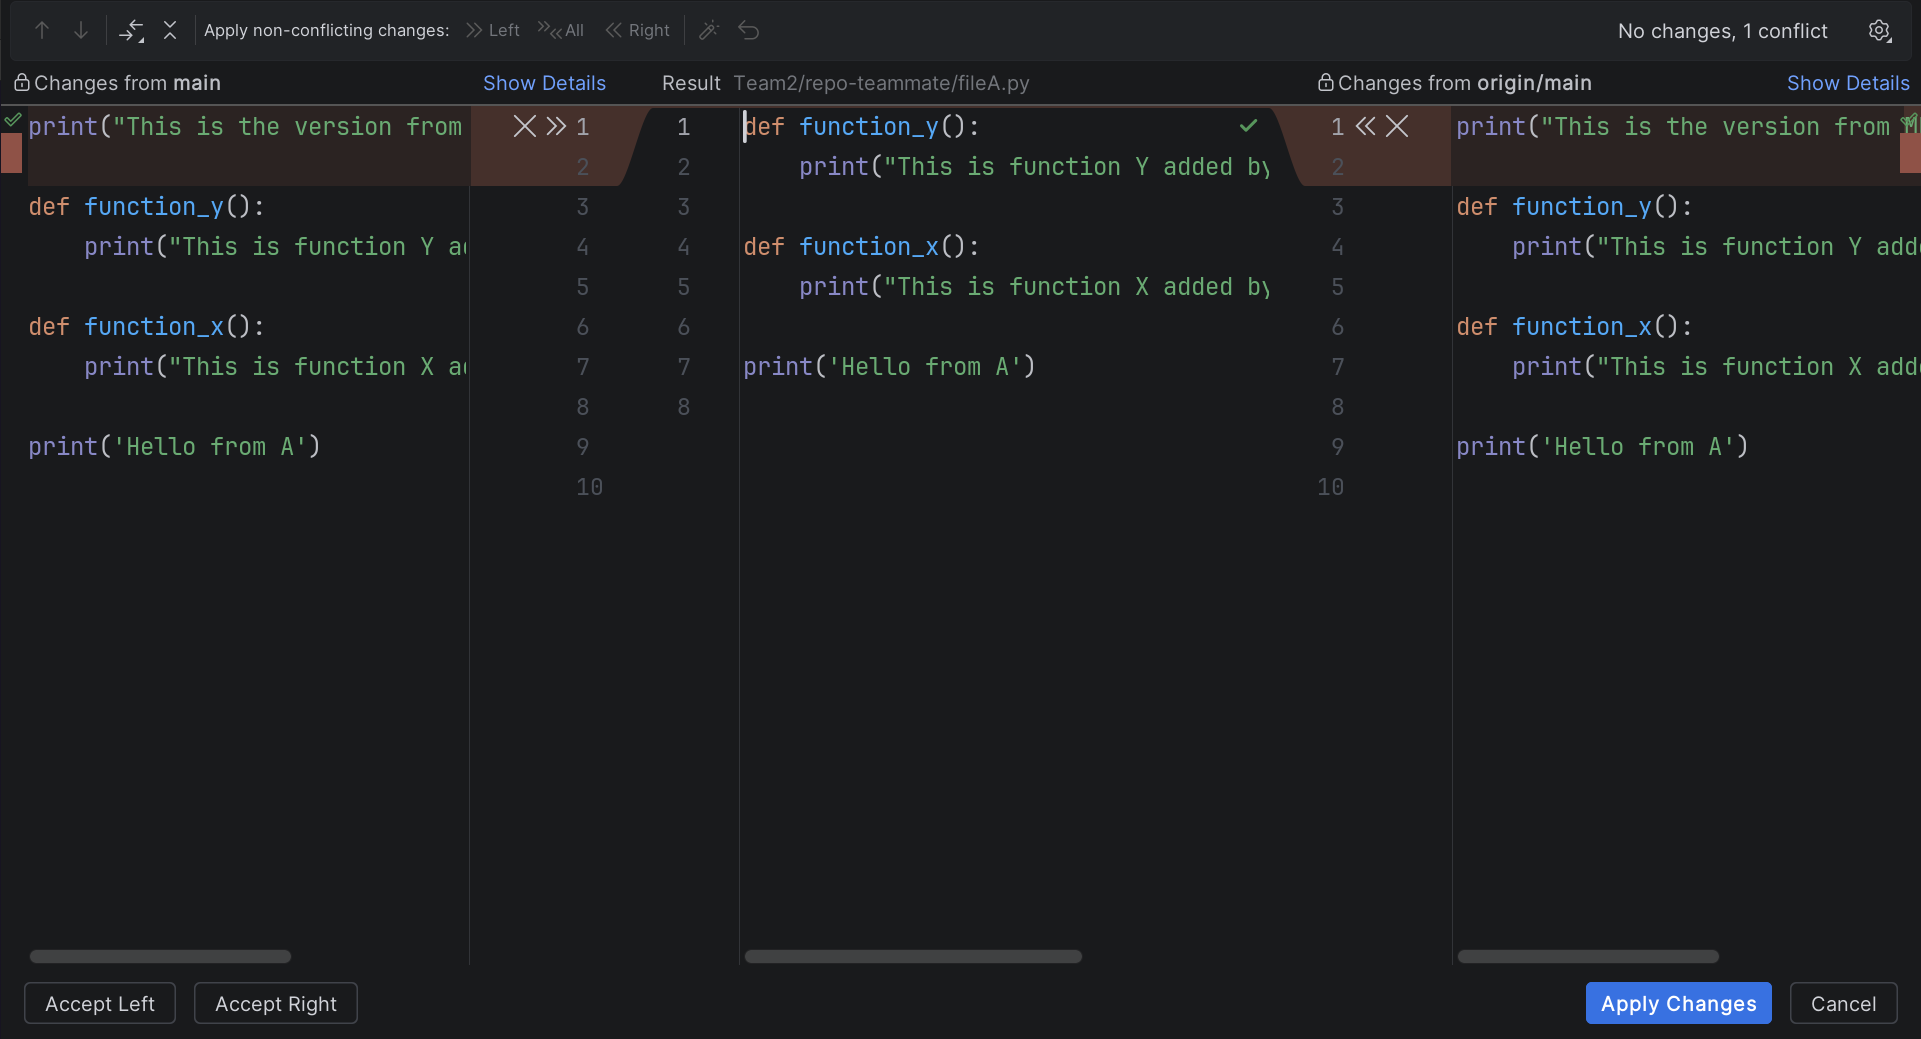 Apply non-conflicting changes: Left All Right No changes, 1 conflict
Changes from main Show Details Result Team2/repo-teammate/fileA.py Changes from origin/main Show Details
print("This is the version from
def function_y():
print("This is function Y
def function_x():
print("This is function X
print('Hello from A')
1
2
3
4
5
6
7
8
9
10
1
2
3
4
5
6
7
8
def function_y():
print("This is function Y added by
def function_x():
print("This is function X added by
print('Hello from A')
1
2
3
4
5
6
7
8
9
10
print("This is the version from
def function_y():
print("This is function Y
def function_x():
print("This is function X
print('Hello from A')
Accept Left Accept Right Apply Changes Cancel